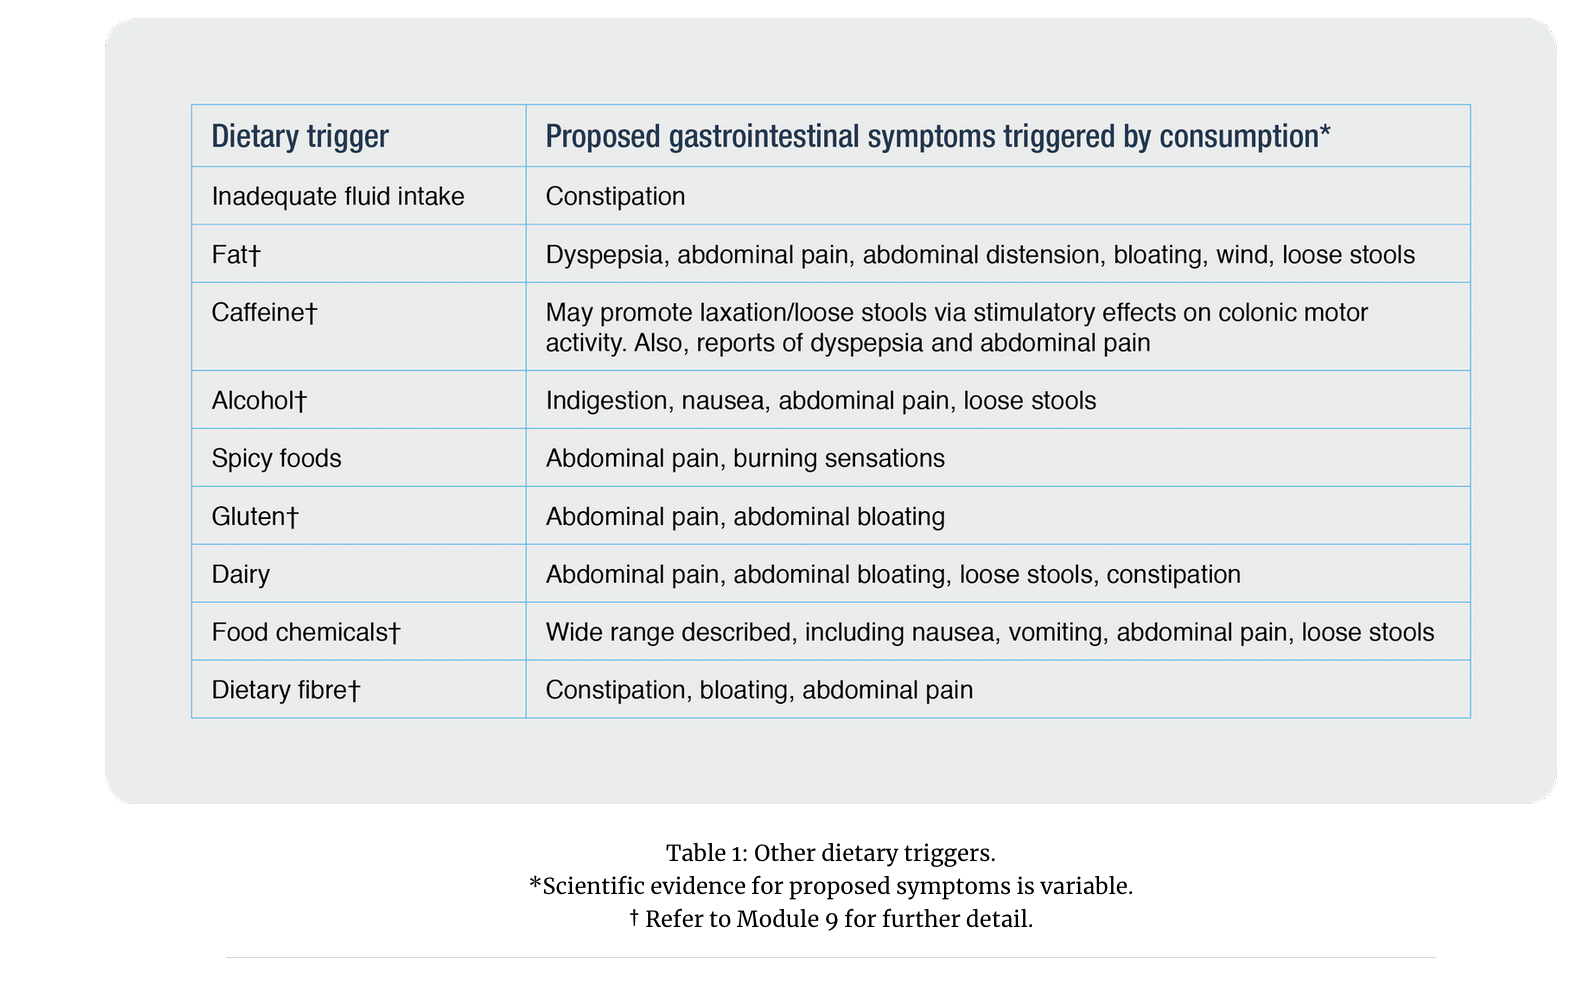 Dietary trigger
Proposed gastrointestinal symptoms triggered by consumption*
Inadequate fluid intake
Constipation
Fat†
Dyspepsia, abdominal pain, abdominal distension, bloating, wind, loose stools
Caffeine†
May promote laxation/loose stools via stimulatory effects on colonic motor
activity. Also, reports of dyspepsia and abdominal pain
Alcohol†
Indigestion, nausea, abdominal pain, loose stools
Spicy foods
Abdominal pain, burning sensations
Gluten†
Abdominal pain, abdominal bloating
Dairy
Abdominal pain, abdominal bloating, loose stools, constipation
Food chemicals†
Wide range described, including nausea, vomiting, abdominal pain, loose stools
Dietary fibre†
Constipation, bloating, abdominal pain
Table 1: Other dietary triggers.
*Scientific evidence for proposed symptoms is variable.
† Refer to Module 9 for further detail.